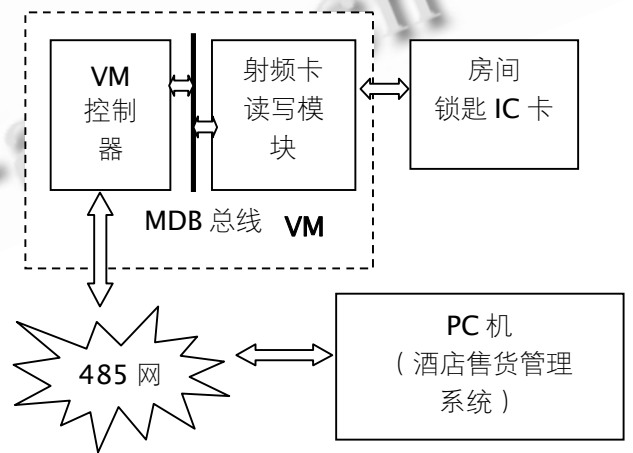 VM
控制
器
射频卡
读写模
块
房间
锁匙 IC 卡
MDB 总线 VM
485 网
PC 机
（酒店售货管理
系统）